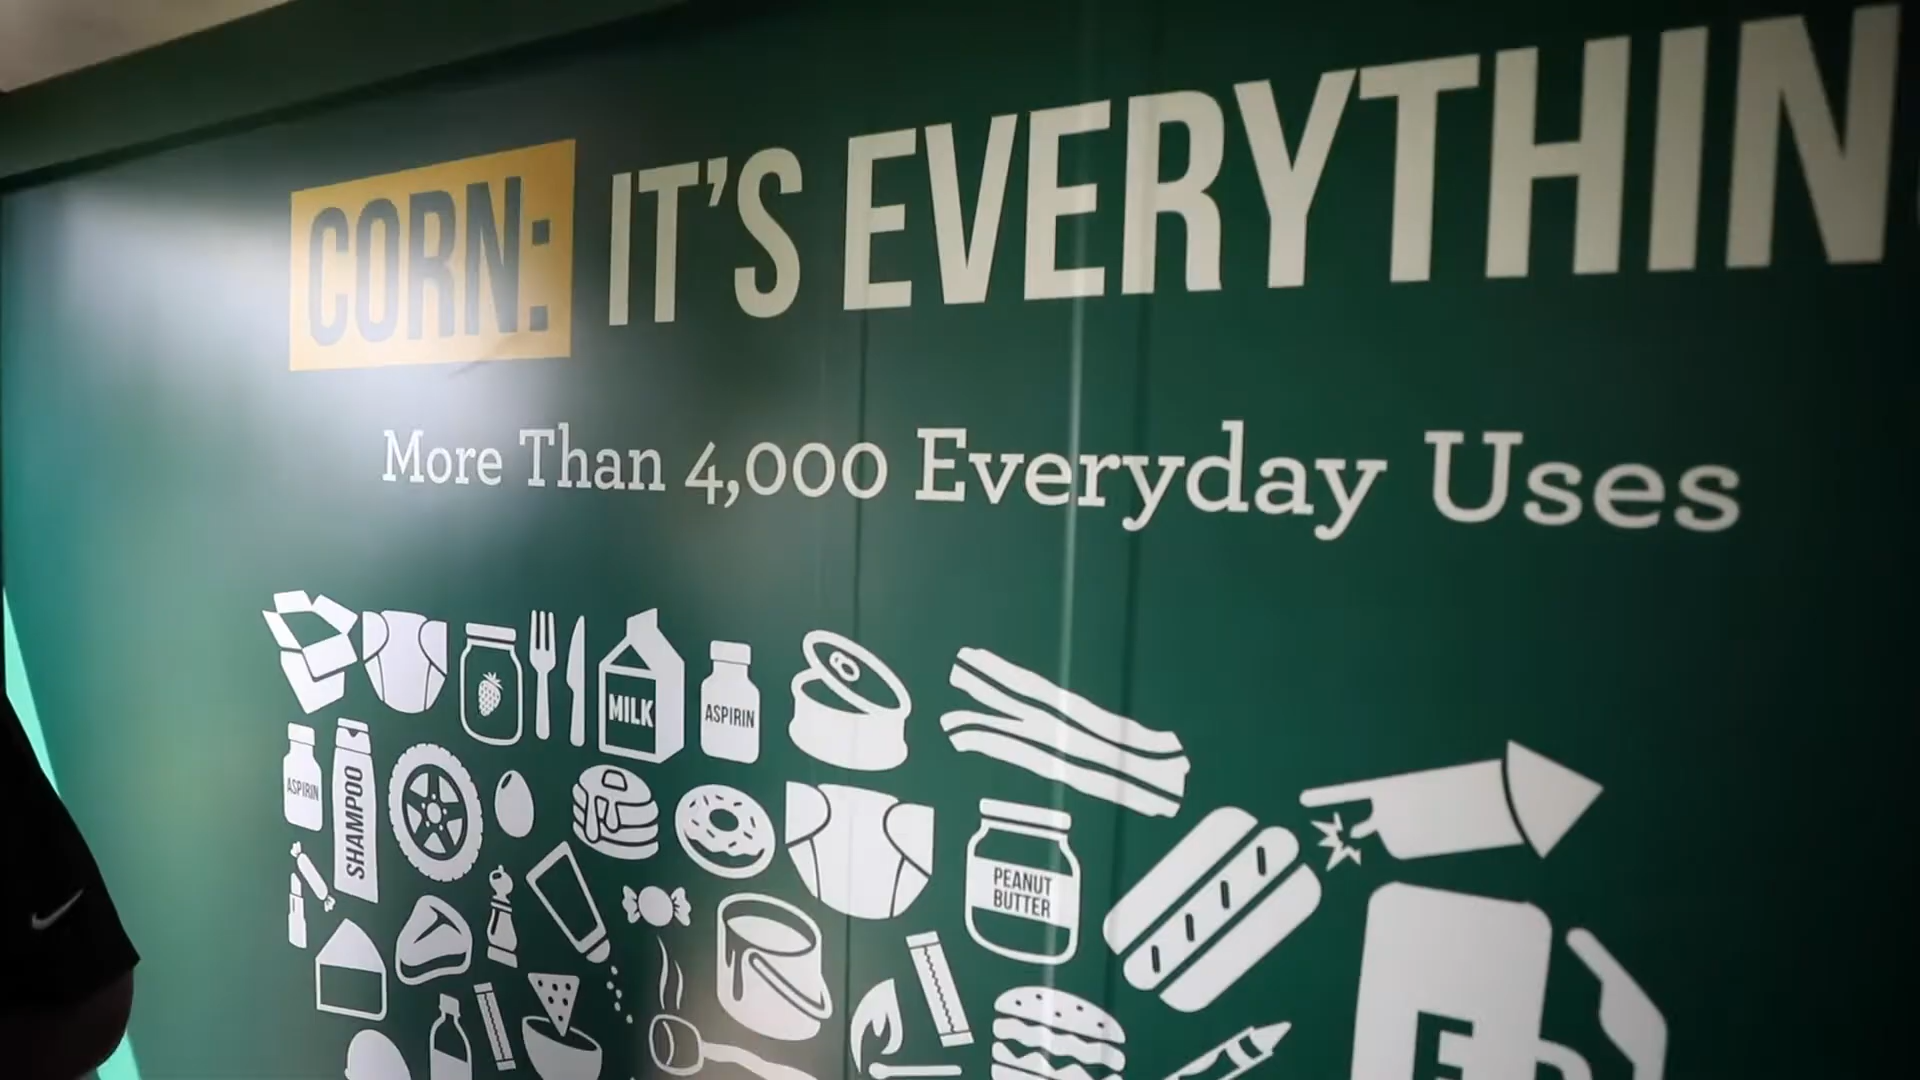 CORN: IT'S EVERYTHIN
More Than 4,000 Everyday Uses
MILK
ASPIRIN
ASPIRIN
SHAMPOO
PEANUT
BUTTER
E